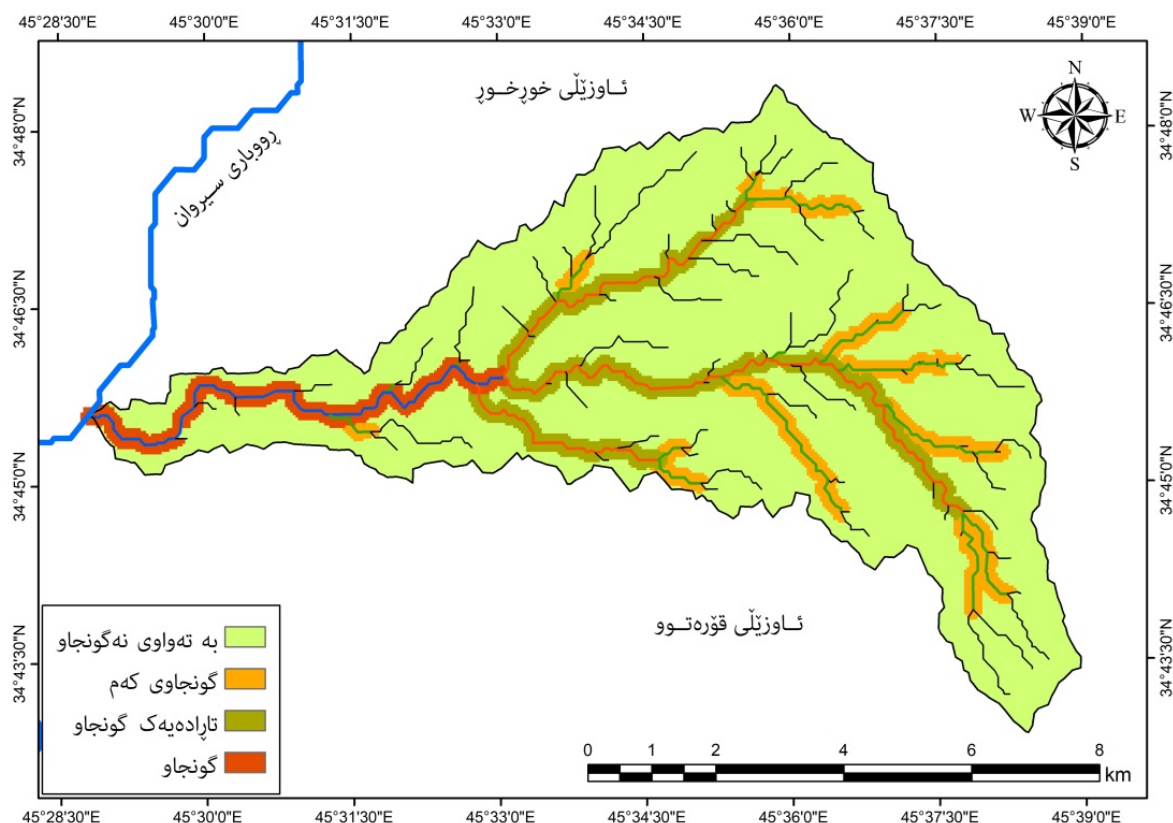 45°28'30"E 45°30'0"E 45°31'30"E 45°33'0"E 45°34'30"E 45°36'0"E 45°37'30"E 45°39'0"E
ئـاوزێڵی خوڕخـوڕ
ڕووباری سـیروان
N
W E
S
34°48'0"N 34°48'0"N
34°46'30"N 34°46'30"N
34°45'0"N 34°45'0"N
34°43'30"N 34°43'30"N
ئـاوزێڵی قۆرەتـوو
بە تەواوی نەگونجاو
گونجاوی کەم
تاڕادەیەک گونجاو
گونجاو
0 1 2 4 6 8
km
45°28'30"E 45°30'0"E 45°31'30"E 45°33'0"E 45°34'30"E 45°36'0"E 45°37'30"E 45°39'0"E